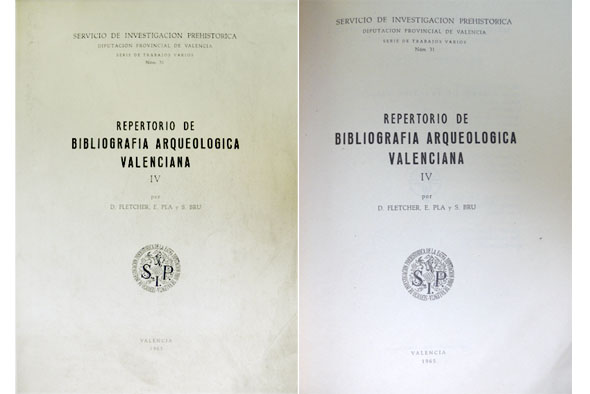 SERVICIO DE INVESTIGACION PREHISTORICA
DIPUTACION PROVINCIAL DE VALENCIA
SERIE DE TRABAJOS VARIOS
Núm. 31
REPERTORIO DE
BIBLIOGRAFIA ARQUEOLOGICA
VALENCIANA
IV
por
D. FLETCHER, E. PLA y S. BRU
S I P
VALENCIA
SERVICIO DE INVESTIGACION PREHISTORICA
DIPUTACION PROVINCIAL DE VALENCIA
SERIE DE TRABAJOS VARIOS
Núm. 31
REPERTORIO DE
BIBLIOGRAFIA ARQUEOLOGICA
VALENCIANA
IV
por
D. FLETCHER, E. PLA y S. BRU
S I P
VALENCIA